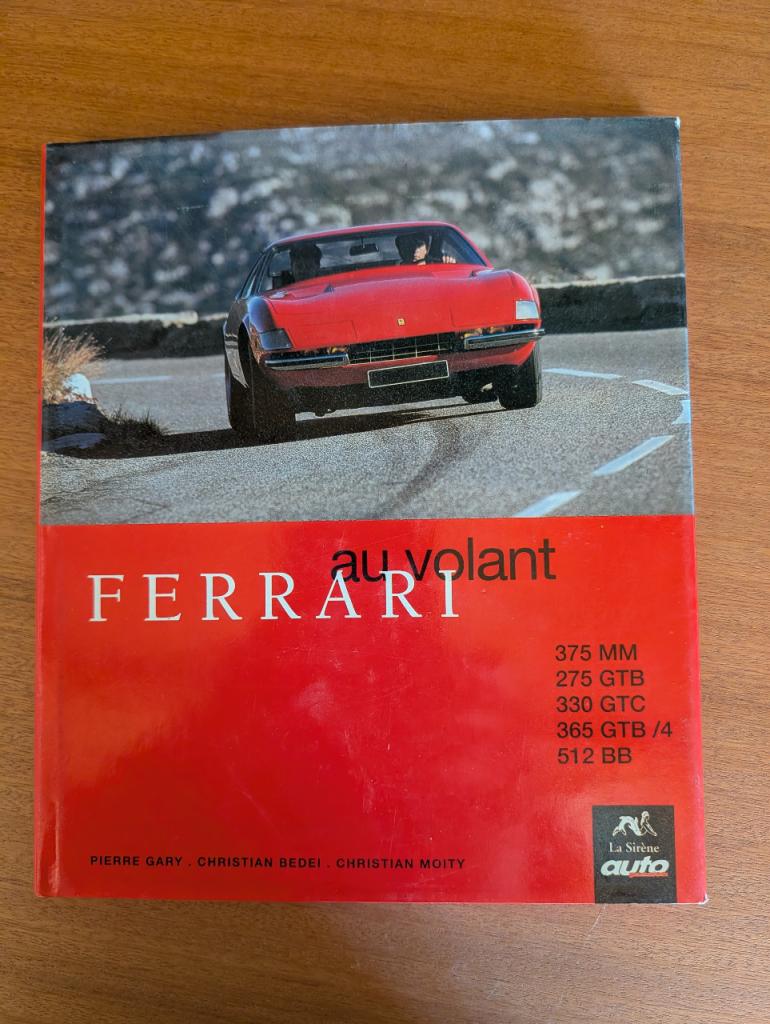 au volant
FERRARI
375 MM
275 GTB
330 GTC
365 GTB /4
512 BB
PIERRE GARY . CHRISTIAN BEDEI . CHRISTIAN MOITY
La Sirène
auto